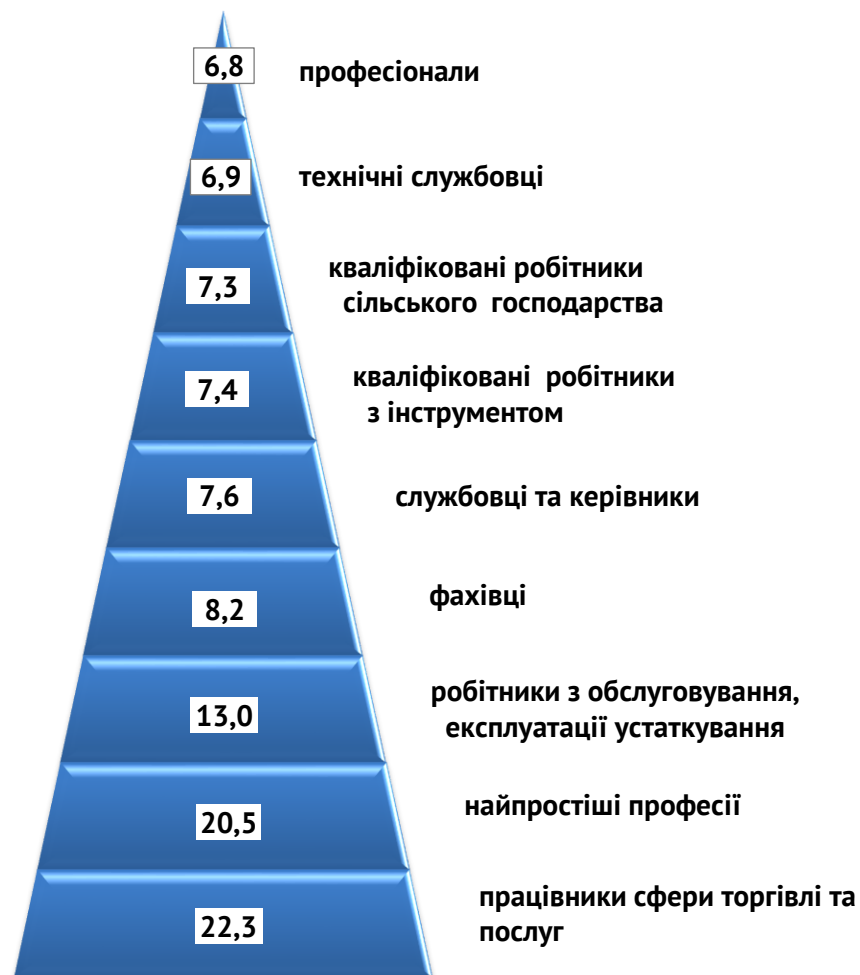 6,8
професіонали
6,9
технічні службовці
7,3
кваліфіковані робітники
сільського господарства
7,4
кваліфіковані робітники
з інструментом
7,6
службовці та керівники
8,2
фахівці
13,0
робітники з обслуговування,
експлуатації устаткування
20,5
найпростіші професії
22,3
працівники сфери торгівлі та
послуг